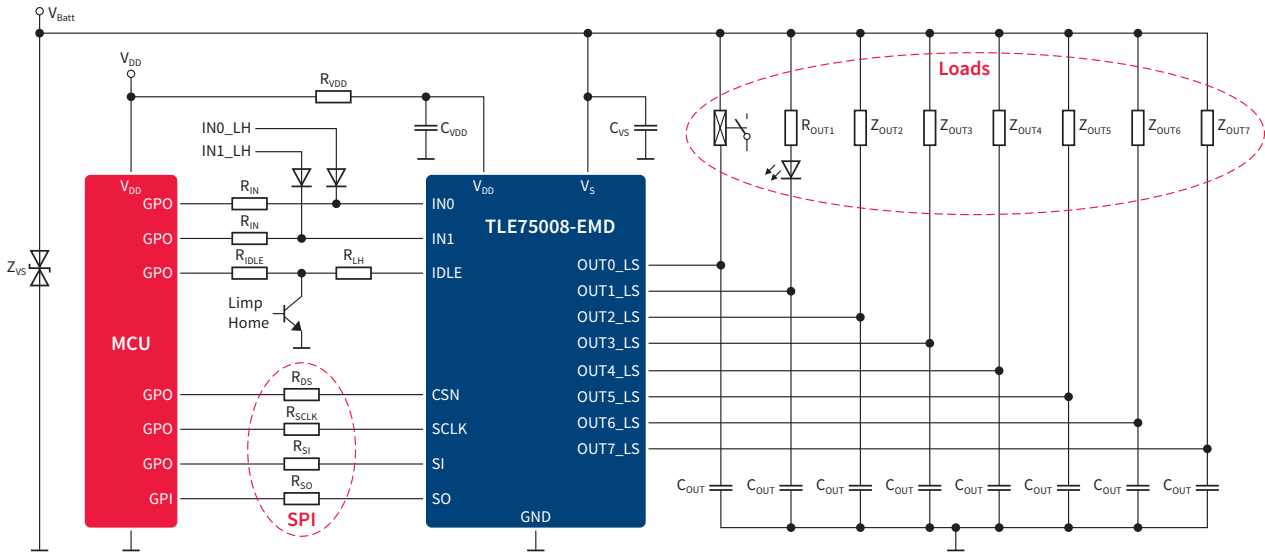 VBatt
VDD
RVDD
Loads
IN0_LH
CVDD
CVS
ROUT1
ZOUT2
ZOUT3
ZOUT4
ZOUT5
ZOUT6
ZOUT7
IN1_LH
VDD
RIN
VDD
VS
GPO
IN0
RIN
TLE75008-EMD
GPO
IN1
RIDLE
RLH
ZVS
GPO
IDLE
OUT0_LS
OUT1_LS
Limp
Home
OUT2_LS
MCU
OUT3_LS
OUT4_LS
RDS
GPO
CSN
OUT5_LS
RSCLK
GPO
SCLK
OUT6_LS
RSI
OUT7_LS
GPO
SI
RSO
COUT
COUT
COUT
COUT
COUT
COUT
COUT
COUT
GPI
SO
SPI
GND